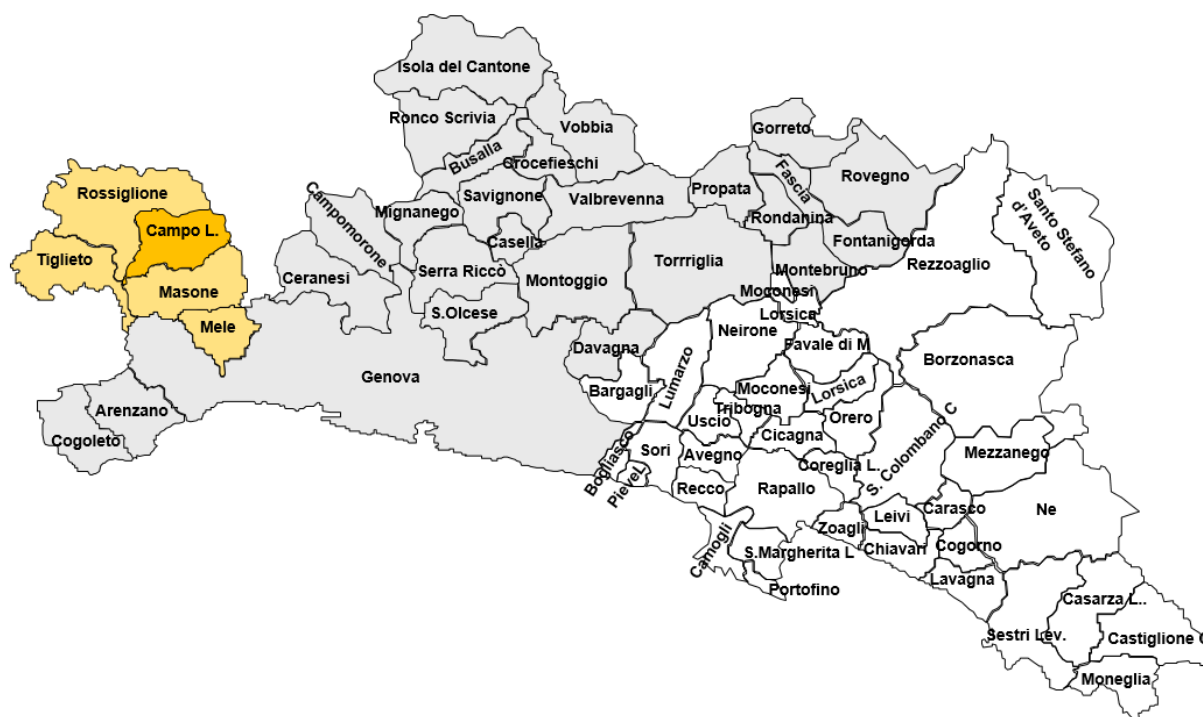 Isola del Cantone
Ronco Scrivia
Vobbia
Gorreto
Busalla
Crocefieschi
Fascia
Rovegno
Rossiglione
Campomorone
Savignone
Valbrevenna
Propata
Mignanego
Rondanina
Santo Stefano
d'Aveto
Campo L.
Casella
Fontanigorda
Tiglieto
Ceranesi
Serra Riccò
Montoggio
Torrriglia
Montebruno
Rezzoaglio
Masone
Moconesi
Mele
S.Olcese
Lorsica
Neirone
Davagna
Favale di M
Borzonasca
Genova
Bargagli
Lumarzo
Moconesi
Lorsica
Arenzano
Tribogna
Uscio
Orero
S. Colombano C
Cogoleto
Cicagna
Bogliasco
Sori
Avegno
Mezzanego
PieveL
Coreglia L.
Recco
Rapallo
Ne
Carasco
Leivi
Zoagli
Camogli
S.Margherita L
Chiavari
Cogorno
Lavagna
Portofino
Casarza L..
Sestri Lev.
Castiglione C
Moneglia